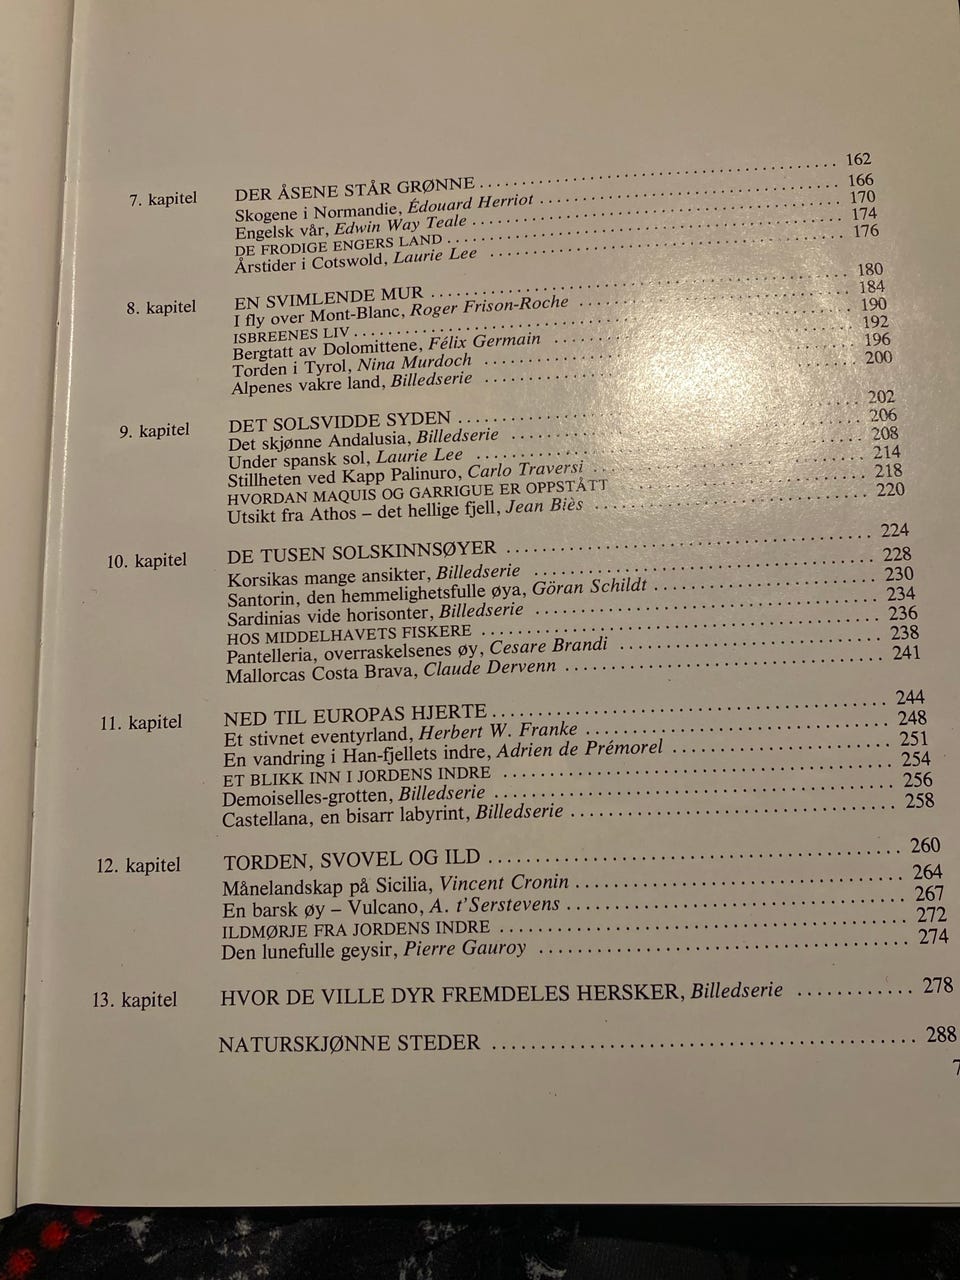 7. kapitel DER ÅSENE STÅR GRØNNE 162
Skogene i Normandie, Édouard Herriot 166
Engelsk vår, Edwin Way Teale 170
DE FRODIGE ENGERS LAND 174
Årstider i Cotswold, Laurie Lee 176
8. kapitel EN SVIMLENDE MUR 180
I fly over Mont-Blanc, Roger Frison-Roche 184
ISBREENES LIV 190
Bergtatt av Dolomittene, Félix Germain 192
Torden i Tyrol, Nina Murdoch 196
Alpenes vakre land, Billedserie 200
9. kapitel DET SOLSVIDDE SYDEN 202
Det skjønne Andalusia, Billedserie 206
Under spansk sol, Laurie Lee 208
Stillheten ved Kapp Palinuro, Carlo Traversi 214
HVORDAN MAQUIS OG GARRIGUE ER OPPSTÅTT 218
Utsikt fra Athos – det hellige fjell, Jean Biès 220
10. kapitel DE TUSEN SOLSKINNSØYER 224
Korsikas mange ansikter, Billedserie 228
Santorin, den hemmelighetsfulle øya, Göran Schildt 230
Sardinias vide horisonter, Billedserie 234
HOS MIDDELHAVETS FISKERE 236
Pantelleria, overraskelsenes øy, Cesare Brandi 238
Mallorcas Costa Brava, Claude Dervenn 241
11. kapitel NED TIL EUROPAS HJERTE 244
Et stivnet eventyrland, Herbert W. Franke 248
En vandring i Han-fjellets indre, Adrien de Prémorel 251
ET BLIKK INN I JORDENS INDRE 254
Demoiselles-grotten, Billedserie 256
Castellana, en bisarr labyrint, Billedserie 258
12. kapitel TORDEN, SVOVEL OG ILD 260
Månelandskap på Sicilia, Vincent Cronin 264
En barsk øy – Vulcano, A. t'Serstevens 267
ILDMØRJE FRA JORDENS INDRE 272
Den lunefulle geysir, Pierre Gauroy 274
13. kapitel HVOR DE VILLE DYR FREMDELES HERSKER, Billedserie 278
NATURSKJØNNE STEDER 288
7